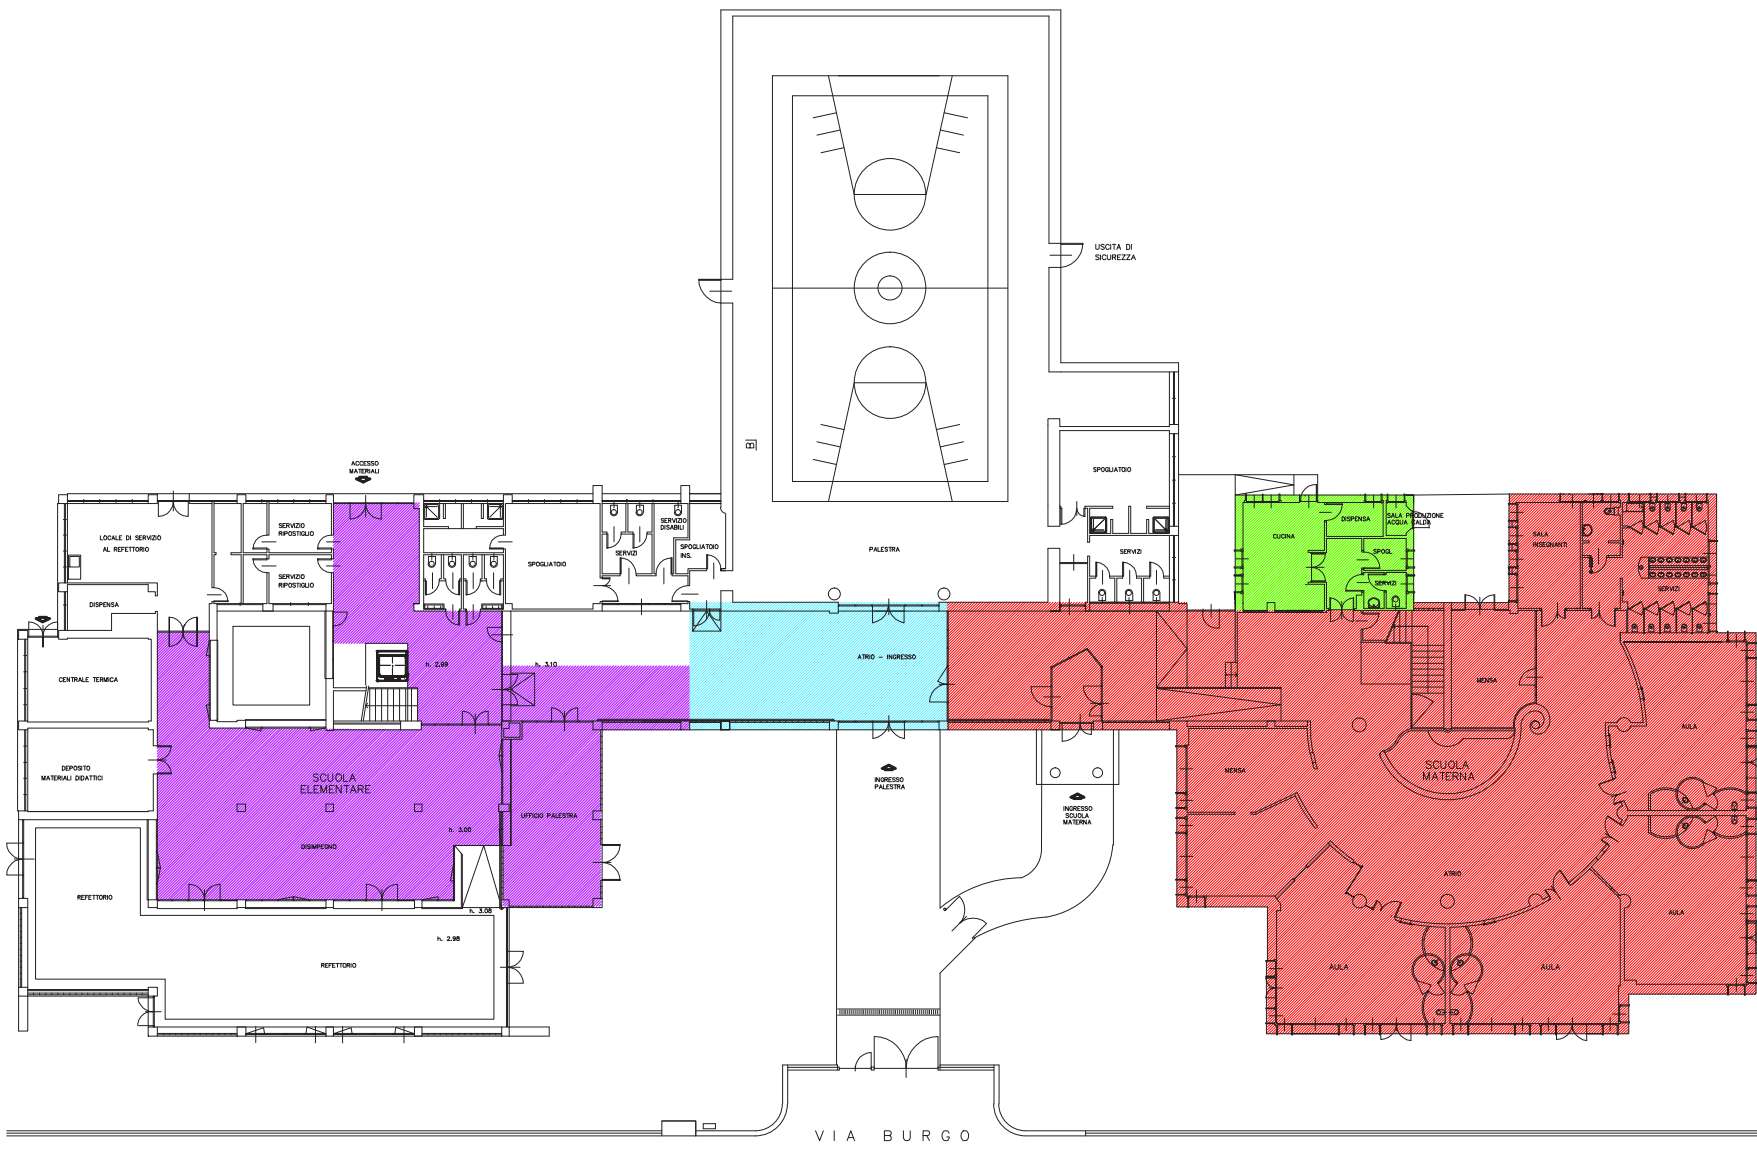 USCITA DI
SICUREZZA
B
ACCESSO
MATERIALI
SPOGLIATOIO
LOCALE DI SERVIZIO
AL REFETTORIO
SERVIZIO
RIPOSTIGLIO
SERVIZIO
RIPOSTIGLIO
SPOGLIATOIO
SERVIZI
SERVIZIO
DISABILI
SPOGLIATOIO
INS.
PALESTRA
SERVIZI
CUCINA
DISPENSA
SALA PRODUZIONE
ACQUA CALDA
SPOGL
SERVIZI
SALA
INSEGNANTI
SERVIZI
DISPENSA
CENTRALE TERMICA
h. 2.99
h. 3.10
ATRIO - INGRESSO
MENSA
AULA
DEPOSITO
MATERIALI DIDATTICI
SCUOLA
ELEMENTARE
INGRESSO
PALESTRA
MENSA
SCUOLA
MATERNA
INGRESSO
SCUOLA
MATERNA
UFFICIO PALESTRA
h. 3.00
DISIMPEGNO
ATRIO
REFETTORIO
h. 3.08
AULA
h. 2.98
REFETTORIO
AULA
AULA
VIA BURGO